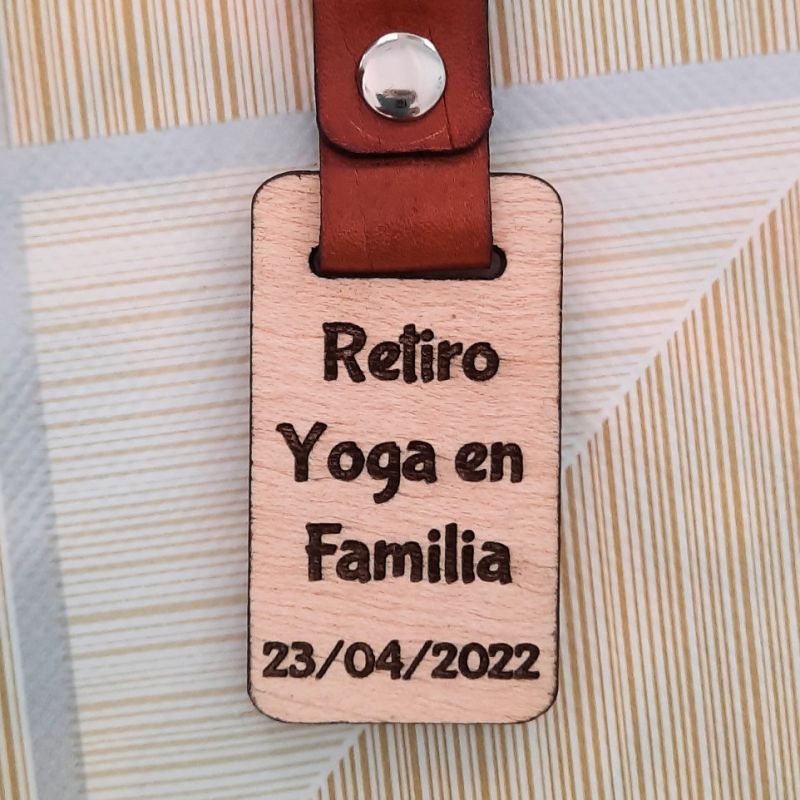 Retiro
Yoga en
Familia
23/04/2022